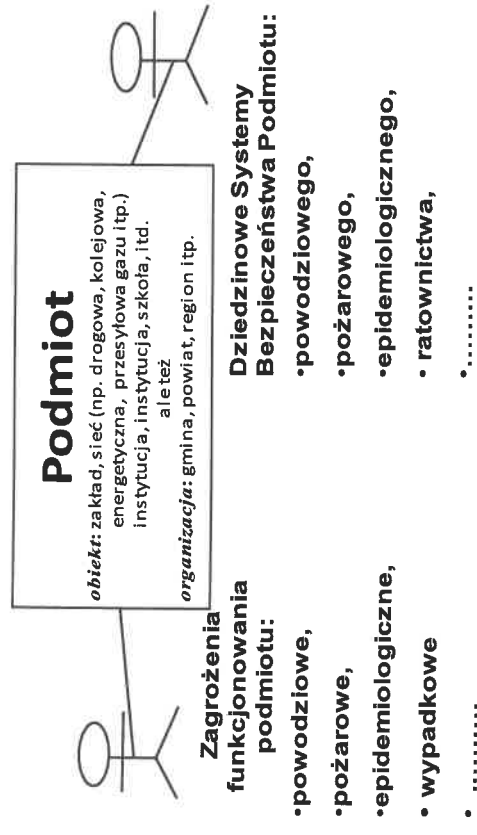 Podmiot
obiekt: zakład, sieć (np. drogowa, kolejowa,
energetyczna, przesyłowa gazu itp.)
instytucja, instytucja, szkoła, itd.
ale też
organizacja: gmina, powiat, region itp.
Zagrożenia
funkcjonowania
podmiotu:
•powodziowe,
•pożarowe,
•epidemiologiczne,
• wypadkowe
• .........
Dziedzinowe Systemy
Bezpieczeństwa Podmiotu:
•powodziowego,
•pożarowego,
•epidemiologicznego,
• ratownictwa,
•.........